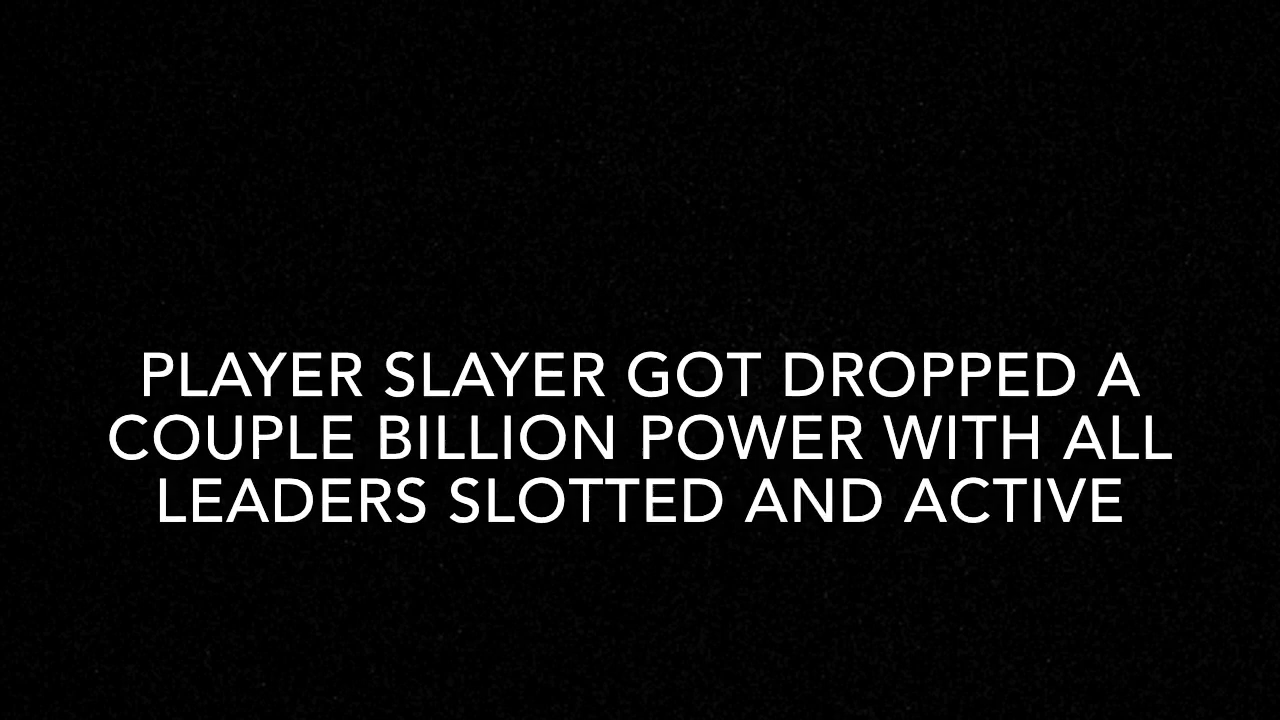 PLAYER SLAYER GOT DROPPED A
COUPLE BILLION POWER WITH ALL
LEADERS SLOTTED AND ACTIVE